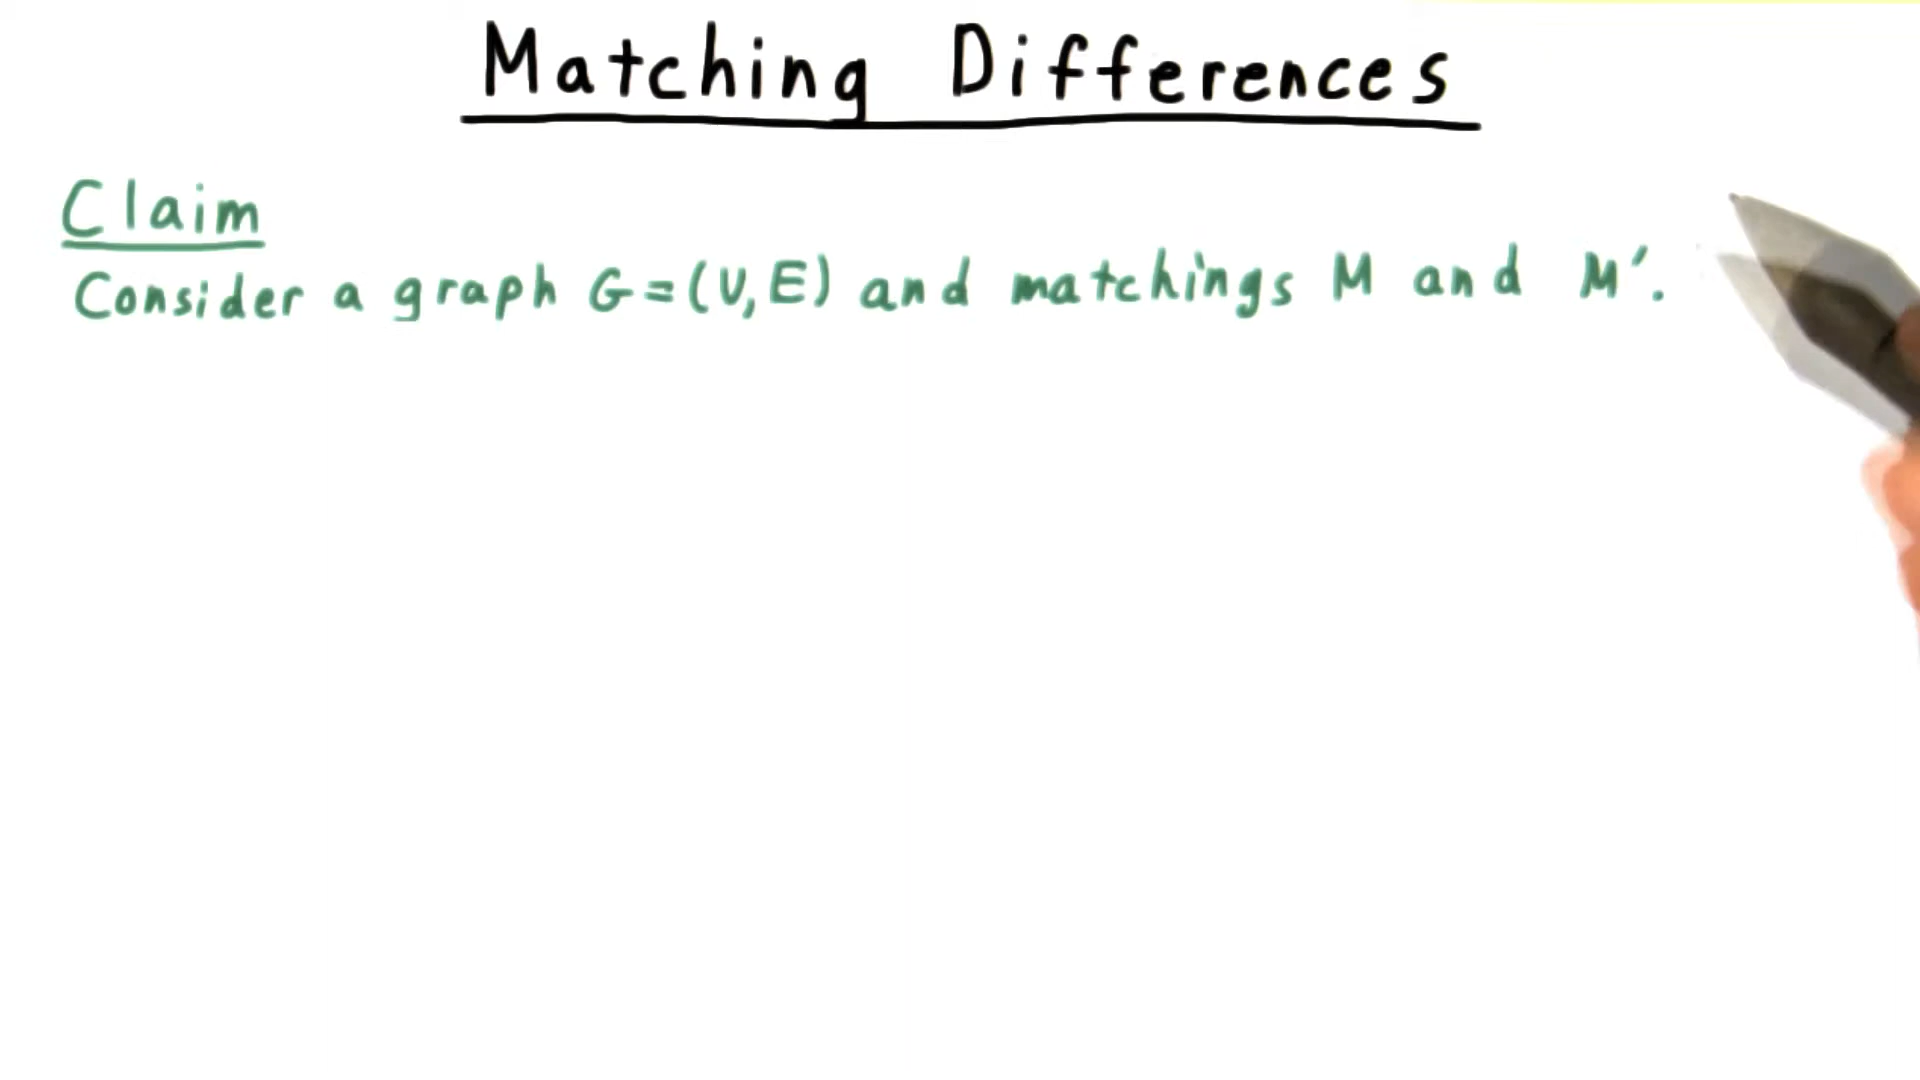 Matching Differences
Claim
Consider a graph G=(V,E) and matchings M and M'.